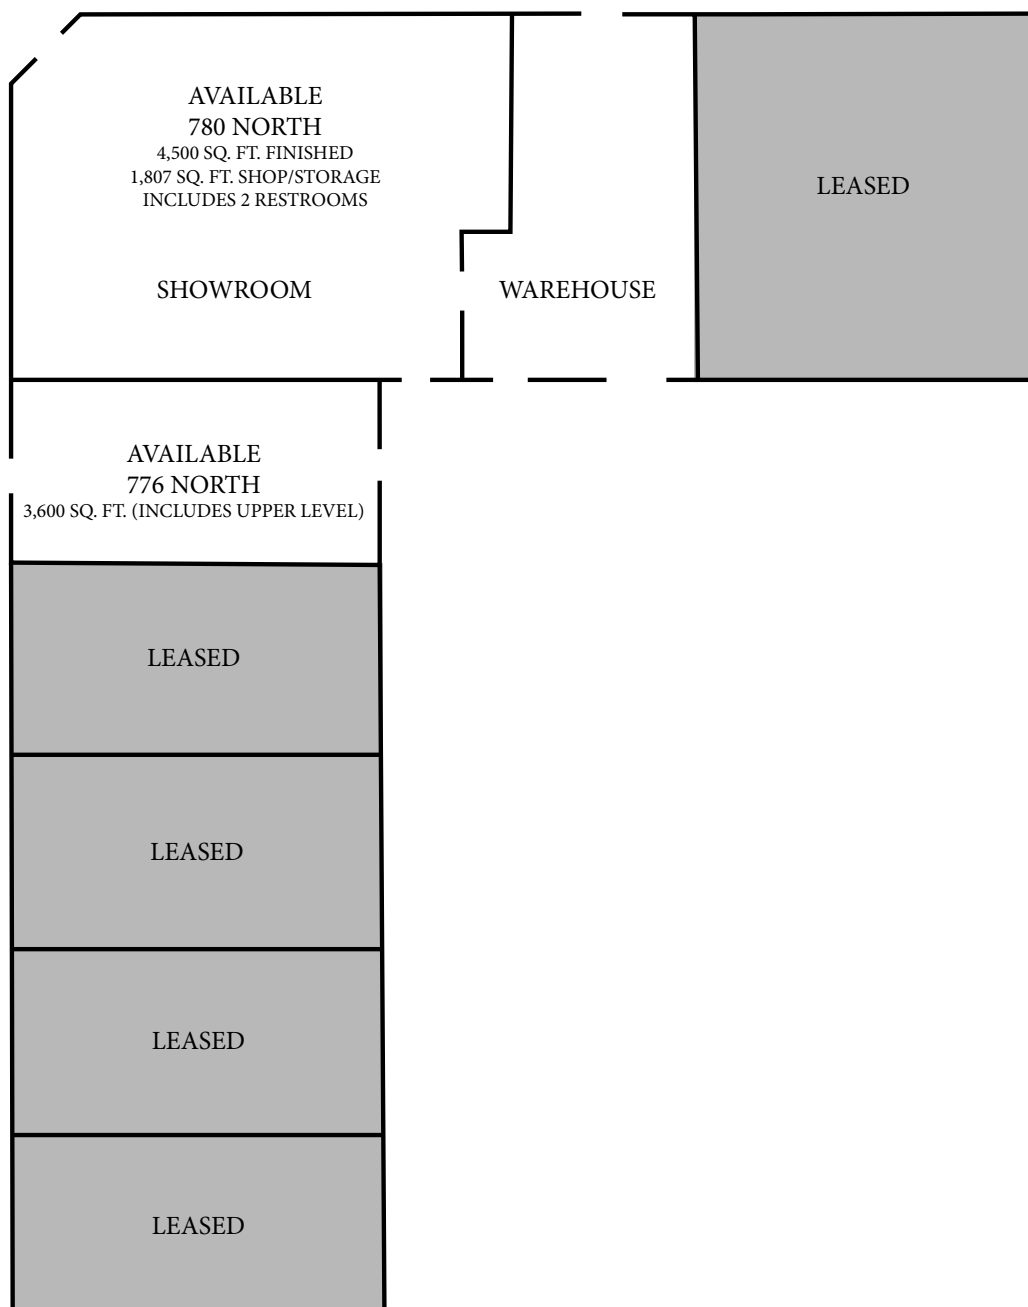 AVAILABLE
780 NORTH
4,500 SQ. FT. FINISHED
1,807 SQ. FT. SHOP/STORAGE
INCLUDES 2 RESTROOMS
LEASED
SHOWROOM
WAREHOUSE
AVAILABLE
776 NORTH
3,600 SQ. FT. (INCLUDES UPPER LEVEL)
LEASED
LEASED
LEASED
LEASED